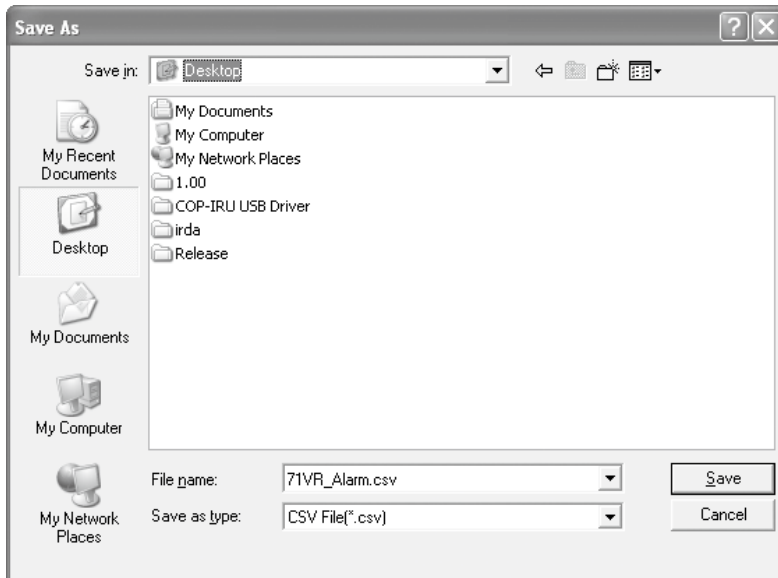 Save As
Save in:
Desktop
My Recent
Documents
Desktop
My Documents
My Computer
My Network
Places
My Documents
My Computer
My Network Places
1.00
COP-IRU USB Driver
irda
Release
File name:
71VR_Alarm.csv
Save
Save as type:
CSV File(*.csv)
Cancel